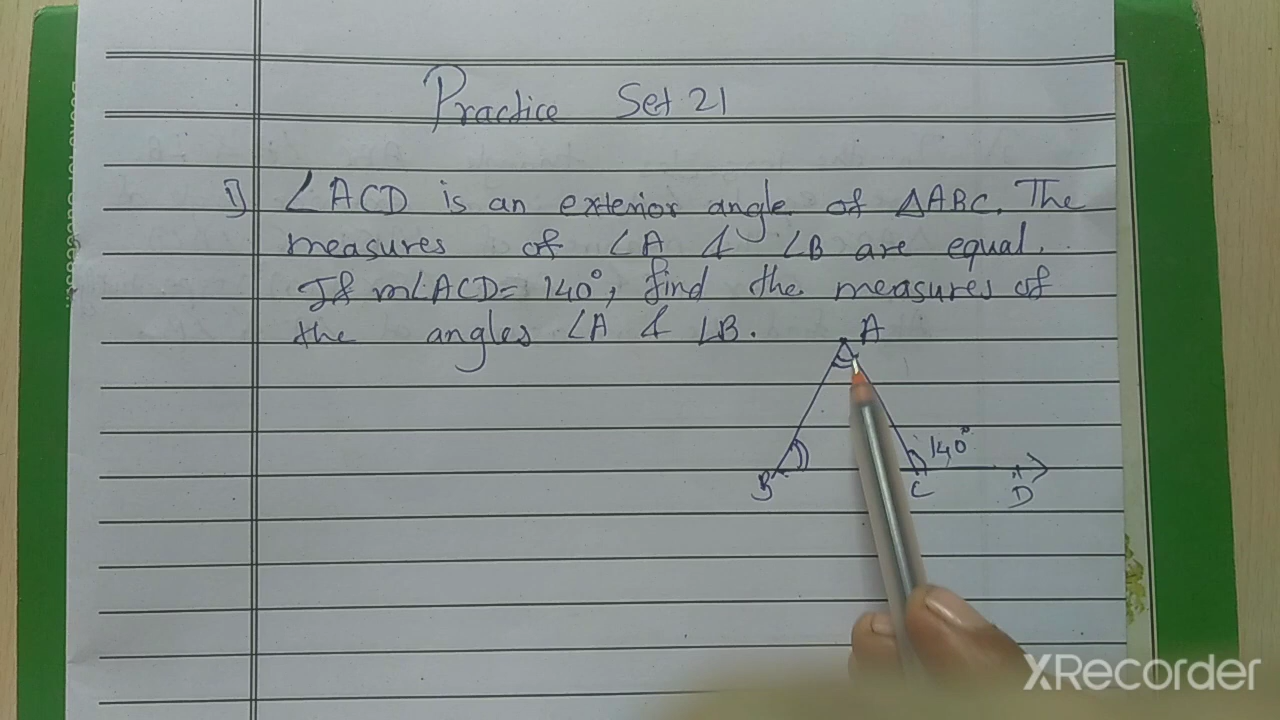 Practice Set 21
1) ∠ACD is an exterior angle of △ABC. The
measures of ∠A & ∠B are equal.
If m∠ACD = 140°, find the measures of
the angles ∠A & ∠B.
A
140°
B C D
XRecorder